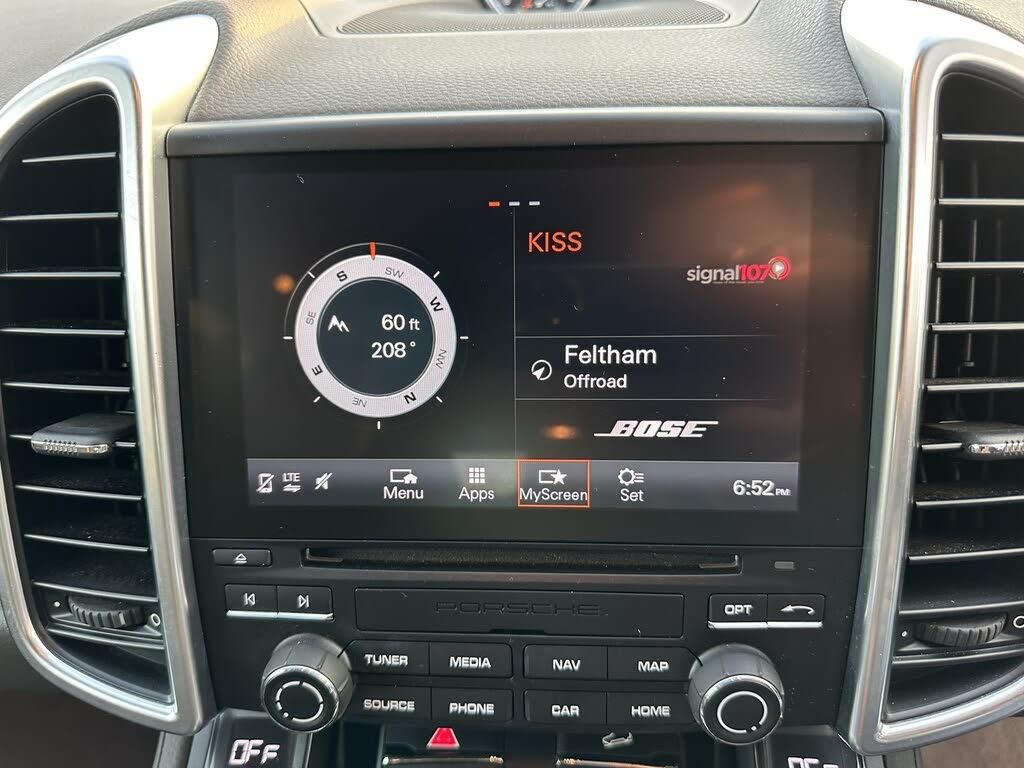 KISS
signal107
S
SW
W
NW
N
NE
E
SE
60 ft
208 °
Feltham
Offroad
BOSE
LTE
Menu
Apps
MyScreen
Set
6:52 PM
PORSCHE
OPT
TUNER
MEDIA
NAV
MAP
SOURCE
PHONE
CAR
HOME
OFF